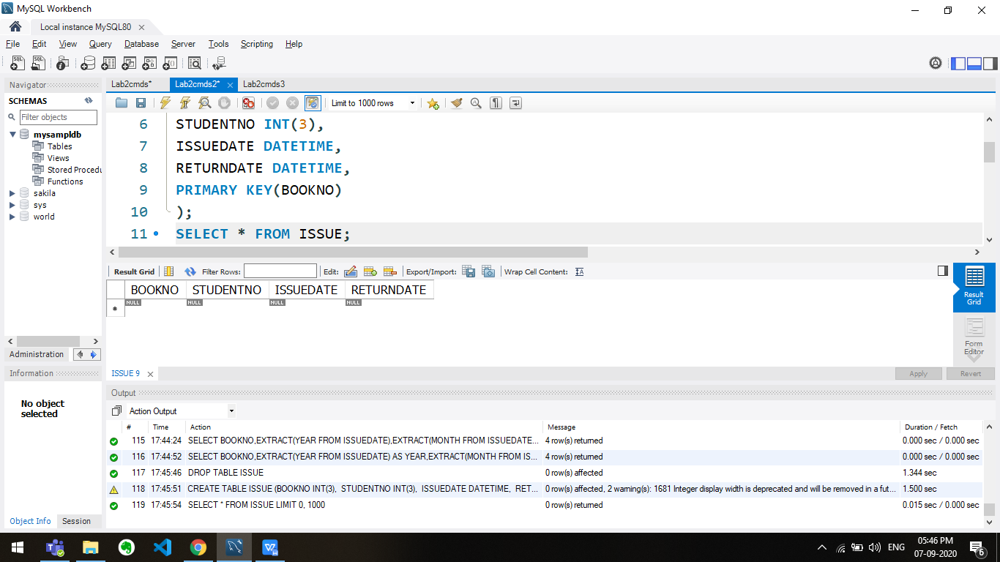 MySQL Workbench
Local instance MySQL80
File Edit View Query Database Server Tools Scripting Help
Navigator
SCHEMAS
Filter objects
mysampldb
Tables
Views
Stored Procedu
Functions
sakila
sys
world
Administration
Information
No object
selected
Object Info Session
Lab2cmds* Lab2cmds2* Lab2cmds3
Limit to 1000 rows
6 STUDENTNO INT(3),
7 ISSUEDATE DATETIME,
8 RETURNDATE DATETIME,
9 PRIMARY KEY(BOOKNO)
10 );
11 SELECT * FROM ISSUE;
Result Grid Filter Rows: Edit: Export/Import: Wrap Cell Content: IA
BOOKNO STUDENTNO ISSUEDATE RETURNDATE
* NULL NULL NULL NULL
Result
Grid
Form
Editor
ISSUE 9 Apply Revert
Output
Action Output
# Time Action Message Duration / Fetch
115 17:44:24 SELECT BOOKNO,EXTRACT(YEAR FROM ISSUEDATE),EXTRACT(MONTH FROM ISSUEDATE... 4 row(s) returned 0.000 sec / 0.000 sec
116 17:44:52 SELECT BOOKNO,EXTRACT(YEAR FROM ISSUEDATE) AS YEAR,EXTRACT(MONTH FROM IS... 4 row(s) returned 0.000 sec / 0.000 sec
117 17:45:46 DROP TABLE ISSUE 0 row(s) affected 1.344 sec
118 17:45:51 CREATE TABLE ISSUE (BOOKNO INT(3), STUDENTNO INT(3), ISSUEDATE DATETIME, RET... 0 row(s) affected, 2 warning(s): 1681 Integer display width is deprecated and will be removed in a fut... 1.500 sec
119 17:45:54 SELECT * FROM ISSUE LIMIT 0, 1000 0 row(s) returned 0.015 sec / 0.000 sec
ENG
05:46 PM
07-09-2020
6